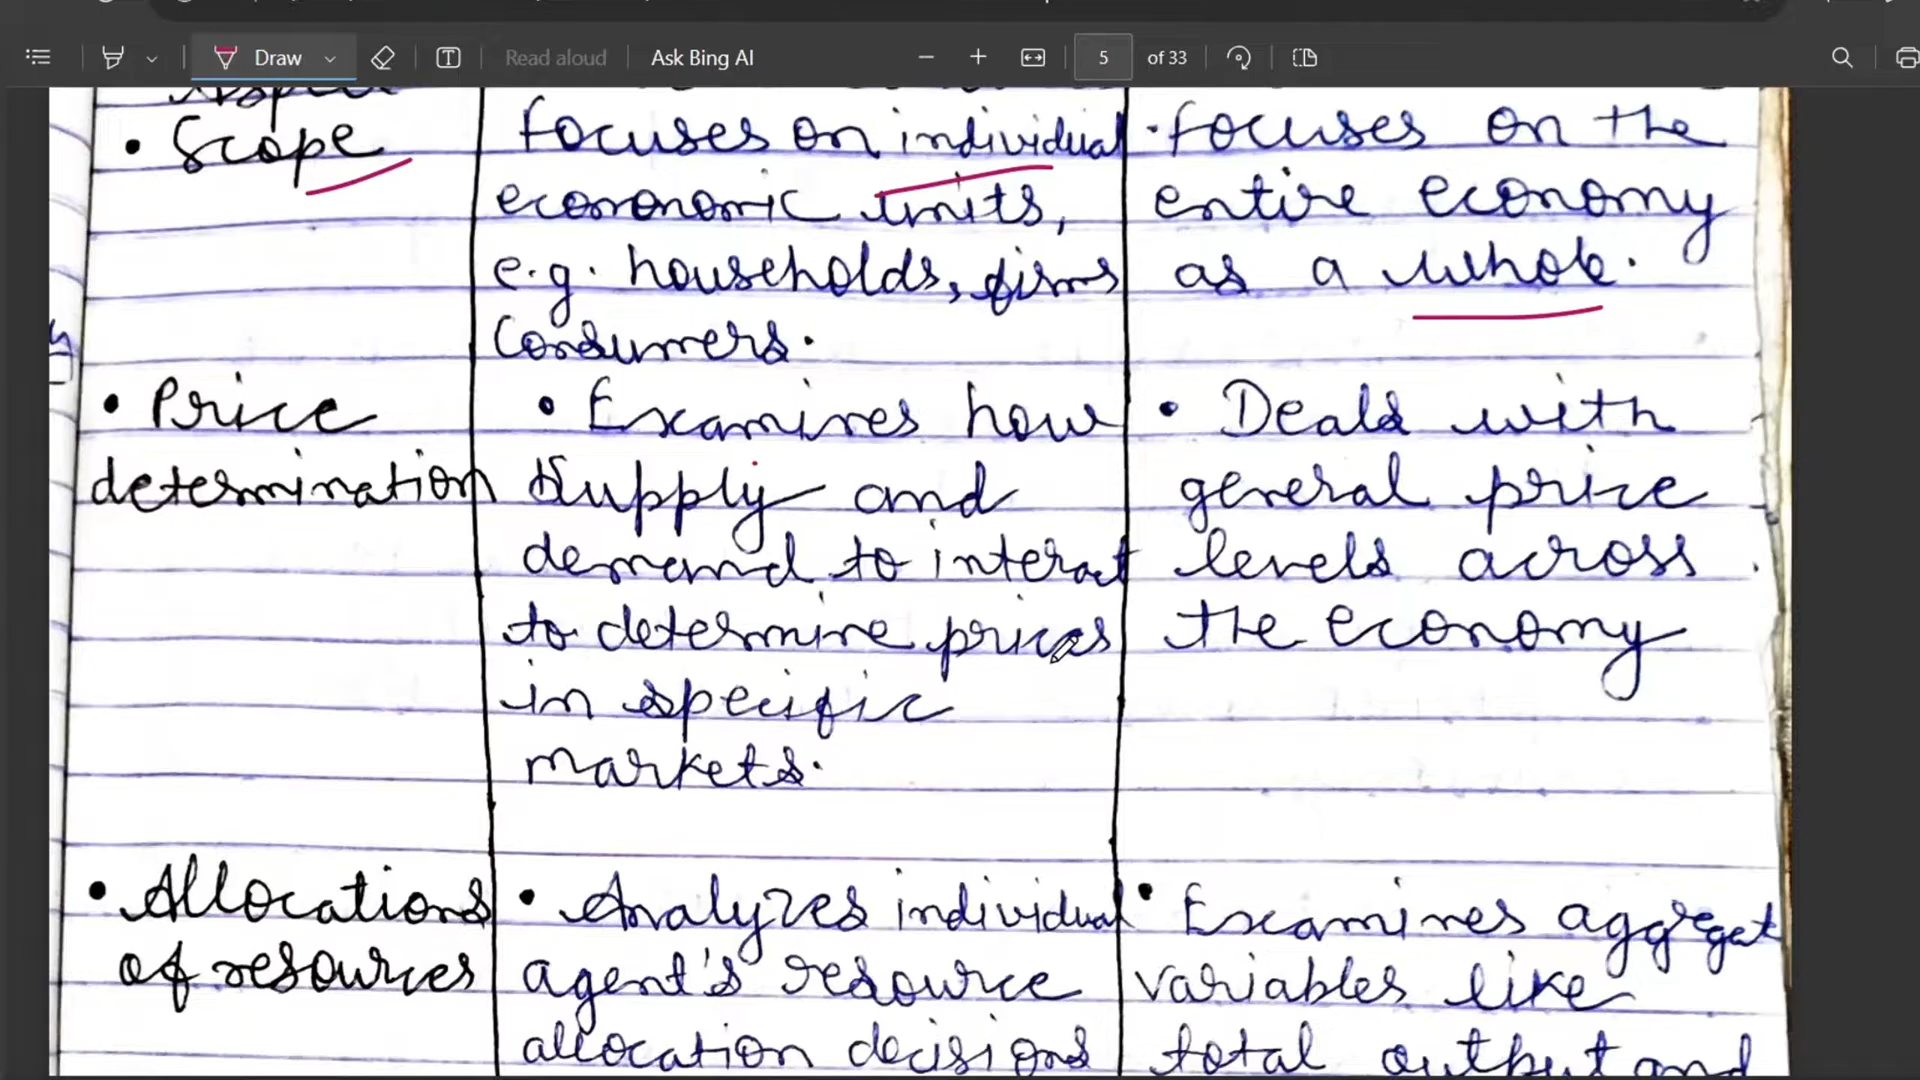 Draw
Read aloud
Ask Bing AI
5
of 33
• Scope
focuses on individual
economic units,
e.g. households, firms
Consumers.
• focuses on the
entire economy
as a whole.
• Price
determination
• Examines how
Supply and
demand to interact
to determine prices
in specific
markets.
• Deals with
general price
levels across
the economy
• Allocations
of resources
• Analyzes individual
agent's resource
allocation decisions
• Examines aggregat
variables like
total output and